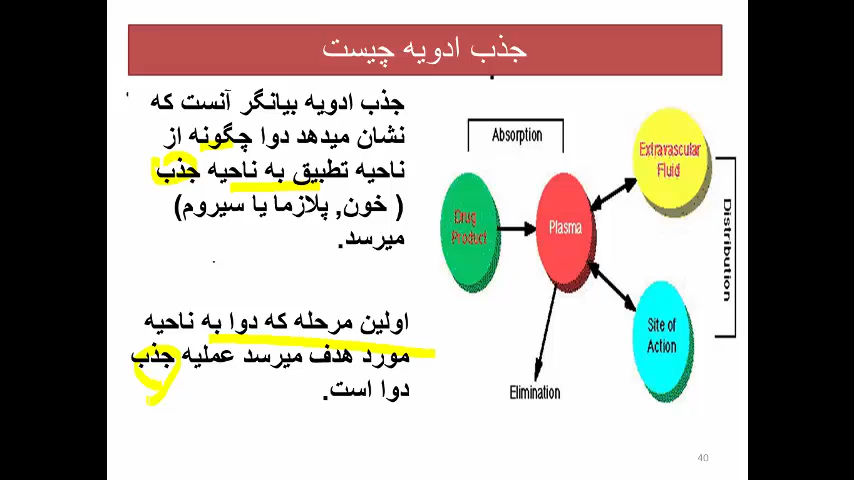 جذب ادویه چیست
جذب ادویه بیانگر آنست که
نشان میدهد دوا چگونه از
ناحیه تطبیق به ناحیه جذب
( خون, پلازما یا سیروم)
میرسد.
اولین مرحله که دوا به ناحیه
مورد هدف میرسد عملیه جذب
دوا است.
Absorption
Drug
Product
Plasma
Extravascular
Fluid
Site of
Action
Distribution
Elimination
40